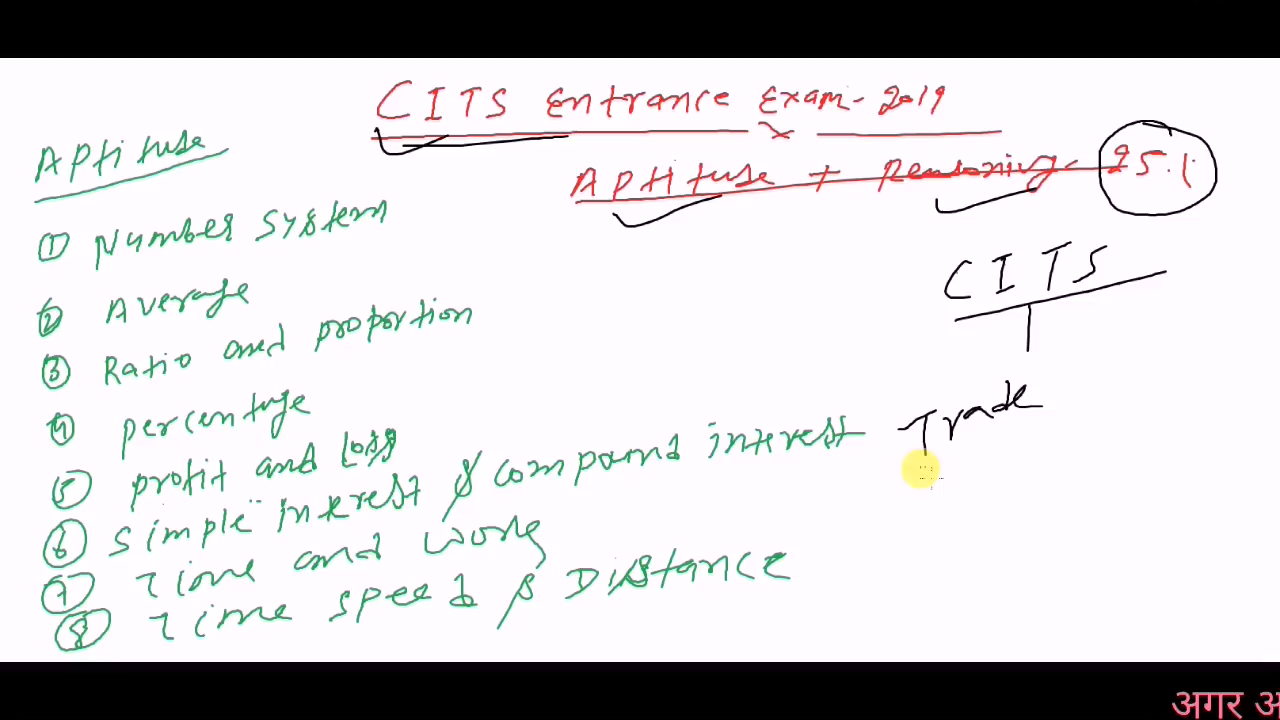 CITS Entrance Exam-2019
Aptituse + Reasoning- 25.1
Aptituse
① Number System
② Average
③ Ratio and proportion
④ percentage
⑤ profit and Loss
⑥ Simple interest & compound interest
⑦ Time and work
⑧ Time speed & Distance
CITS
Trade
अगर अ